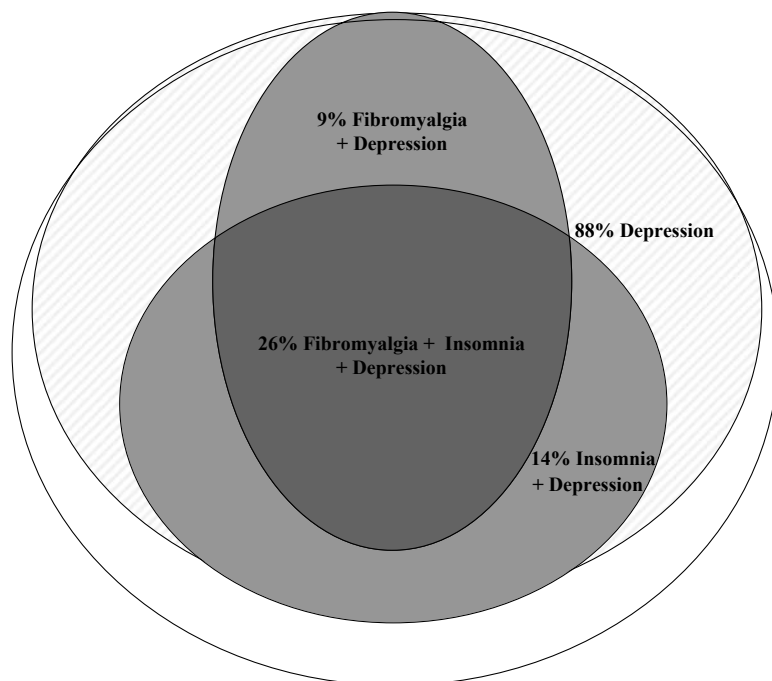 9% Fibromyalgia
+ Depression
88% Depression
26% Fibromyalgia + Insomnia
+ Depression
14% Insomnia
+ Depression